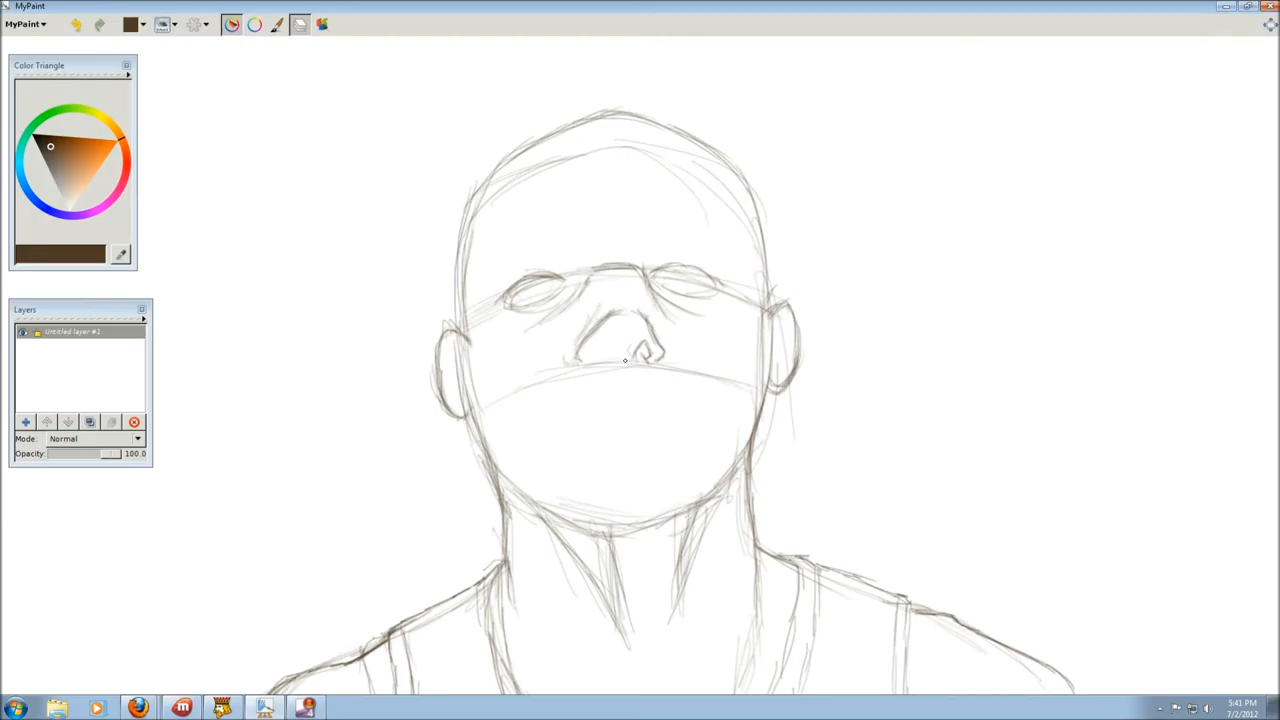 MyPaint
MyPaint
Color Triangle
Layers
Untitled layer #1
Mode: Normal
Opacity: 100.0
5:41 PM
7/2/2012